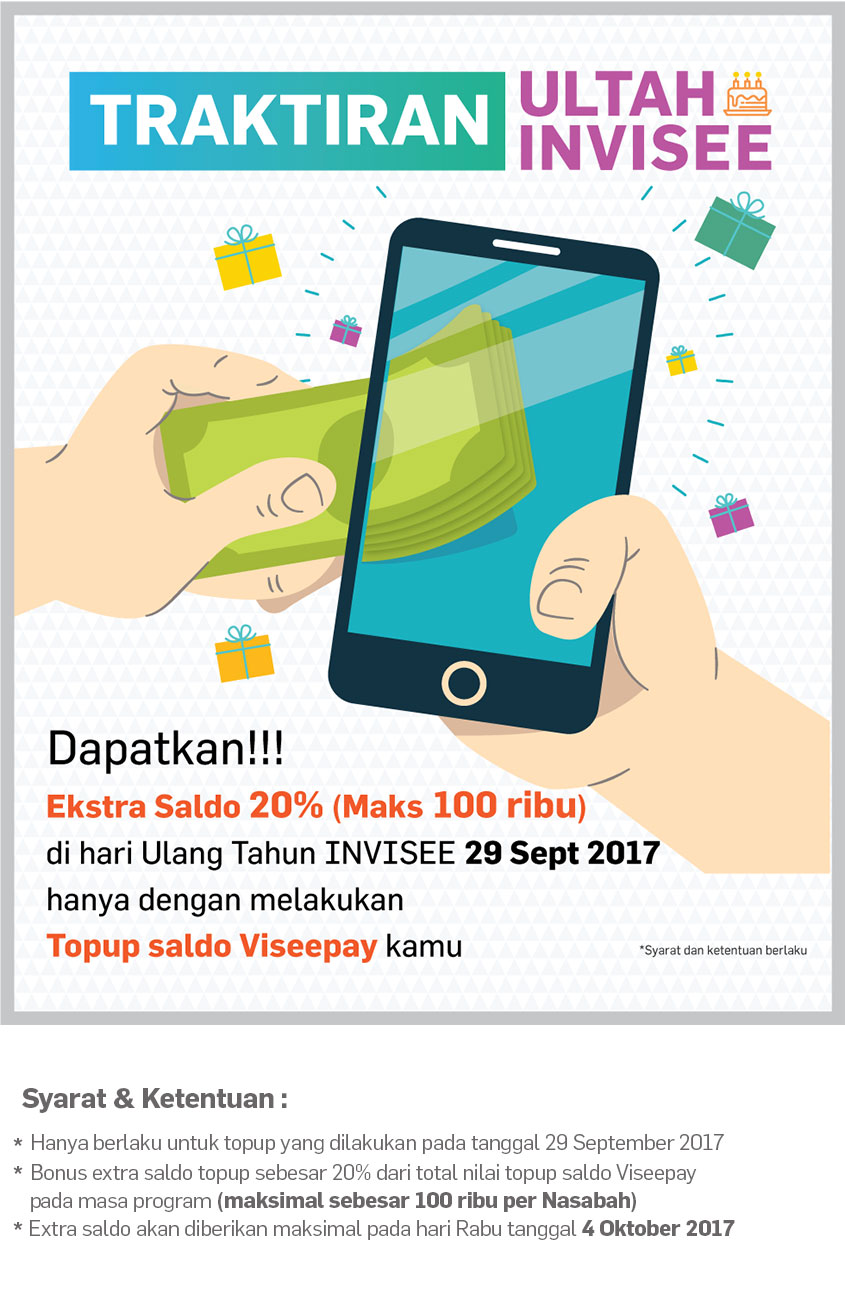 TRAKTIRAN
ULTAH
INVISEE
Dapatkan!!!
Ekstra Saldo 20% (Maks 100 ribu)
di hari Ulang Tahun INVISEE 29 Sept 2017
hanya dengan melakukan
Topup saldo Viseepay kamu
*Syarat dan ketentuan berlaku
Syarat & Ketentuan :
* Hanya berlaku untuk topup yang dilakukan pada tanggal 29 September 2017
* Bonus extra saldo topup sebesar 20% dari total nilai topup saldo Viseepay
pada masa program (maksimal sebesar 100 ribu per Nasabah)
* Extra saldo akan diberikan maksimal pada hari Rabu tanggal 4 Oktober 2017